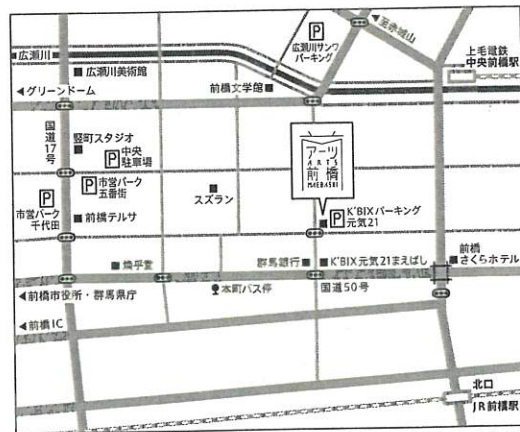 至赤城山
P
広瀬川サンワ
パーキング
広瀬川
広瀬川美術館
上毛電鉄
中央前橋駅
グリーンドーム
前橋文学館
国道17号
竪町スタジオ
P 中央
駐車場
アーツ
ARTS
前橋
MAEBASHI
P 市営パーク
五番街
スズラン
P
市営パーク
千代田
前橋テルサ
P K'BIXパーキング
元気21
煥乎堂
群馬銀行
K'BIX元気21まえばし
前橋
さくらホテル
前橋市役所・群馬県庁
本町バス停
国道50号
前橋IC
北口
JR前橋駅